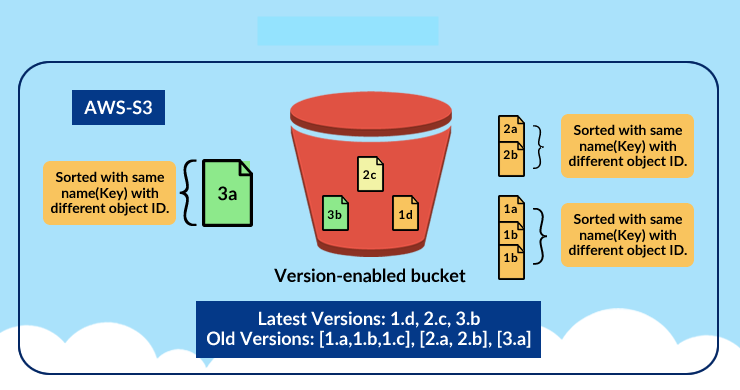 AWS-S3
Sorted with same
name(Key) with
different object ID.
3a
2c
3b
1d
Version-enabled bucket
2a
2b
Sorted with same
name(Key) with
different object ID.
1a
1b
1b
Sorted with same
name(Key) with
different object ID.
Latest Versions: 1.d, 2.c, 3.b
Old Versions: [1.a,1.b,1.c], [2.a, 2.b], [3.a]